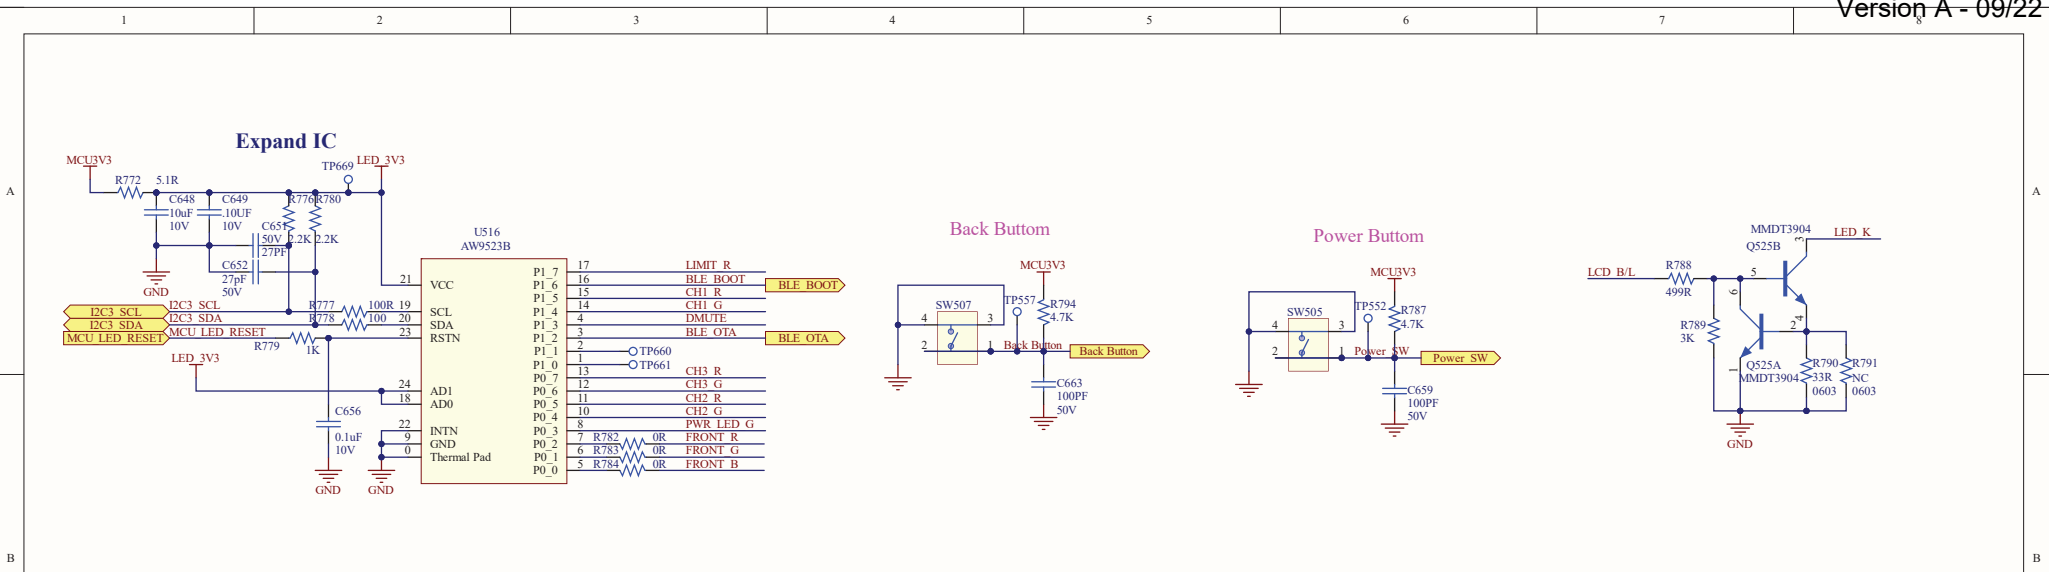 Version A - 09/22
1 2 3 4 5 6 7 8
A A
B B
Expand IC
MCU3V3
R772 5.1R
TP669 LED_3V3
C648
10uF
10V
C649
.10UF
10V
R776 R780
2.2K 2.2K
C651
50V
27PF
C652
27pF
50V
GND
I2C3_SCL I2C3_SCL R777 100R 19
I2C3_SDA I2C3_SDA R778 100 20
MCU_LED_RESET MCU_LED_RESET R779 1K 23
LED_3V3
C656
0.1uF
10V
GND GND
U516
AW9523B
21 VCC
SCL
SDA
RSTN
24 AD1
18 AD0
22 INTN
9 GND
0 Thermal Pad
P1_7 17 LIMIT_R
P1_6 16 BLE_BOOT BLE_BOOT
P1_5 15 CH1_R
P1_4 14 CH1_G
P1_3 4 DMUTE
P1_2 3 BLE_OTA BLE_OTA
P1_1 2 TP660
P1_0 1 TP661
P0_7 13 CH3_R
P0_6 12 CH3_G
P0_5 11 CH2_R
P0_4 10 CH2_G
P0_3 8 PWR_LED_G
P0_2 7 R782 0R FRONT_R
P0_1 6 R783 0R FRONT_G
P0_0 5 R784 0R FRONT_B
Back Buttom
MCU3V3
SW507 TP557 R794
4.7K
4 3
2 1 Back Button Back Button
C663
100PF
50V
Power Buttom
MCU3V3
SW505 TP552 R787
4.7K
4 3
2 1 Power_SW Power_SW
C659
100PF
50V
MMDT3904
Q525B
3 LED_K
LCD_B/L R788 5
499R
6 4
R789
3K
2
1 Q525A
MMDT3904
R790
33R
0603
R791
NC
0603
GND